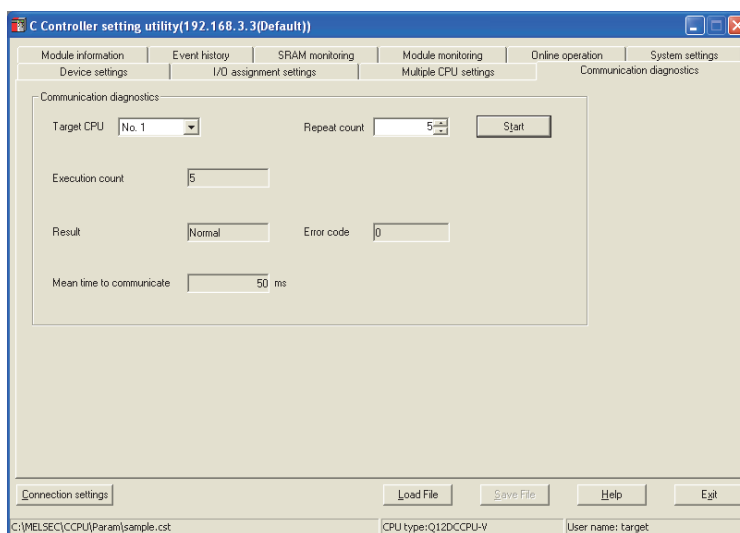 C Controller setting utility(192.168.3.3(Default))
Module information Event history SRAM monitoring Module monitoring Online operation System settings
Device settings I/O assignment settings Multiple CPU settings Communication diagnostics
Communication diagnostics
Target CPU No. 1 Repeat count 5 Start
Execution count 5
Result Normal Error code 0
Mean time to communicate 50 ms
Connection settings Load File Save File Help Exit
C:\MELSEC\CCPU\Param\sample.cst CPU type:Q12DCCPU-V User name: target